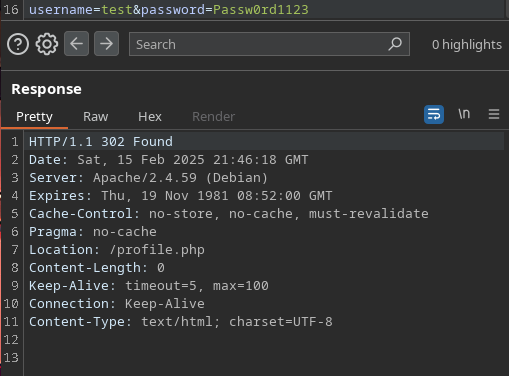 16 username=test&password=Passw0rd1123
Search 0 highlights
Response
Pretty Raw Hex Render \n
1 HTTP/1.1 302 Found
2 Date: Sat, 15 Feb 2025 21:46:18 GMT
3 Server: Apache/2.4.59 (Debian)
4 Expires: Thu, 19 Nov 1981 08:52:00 GMT
5 Cache-Control: no-store, no-cache, must-revalidate
6 Pragma: no-cache
7 Location: /profile.php
8 Content-Length: 0
9 Keep-Alive: timeout=5, max=100
10 Connection: Keep-Alive
11 Content-Type: text/html; charset=UTF-8
12
13